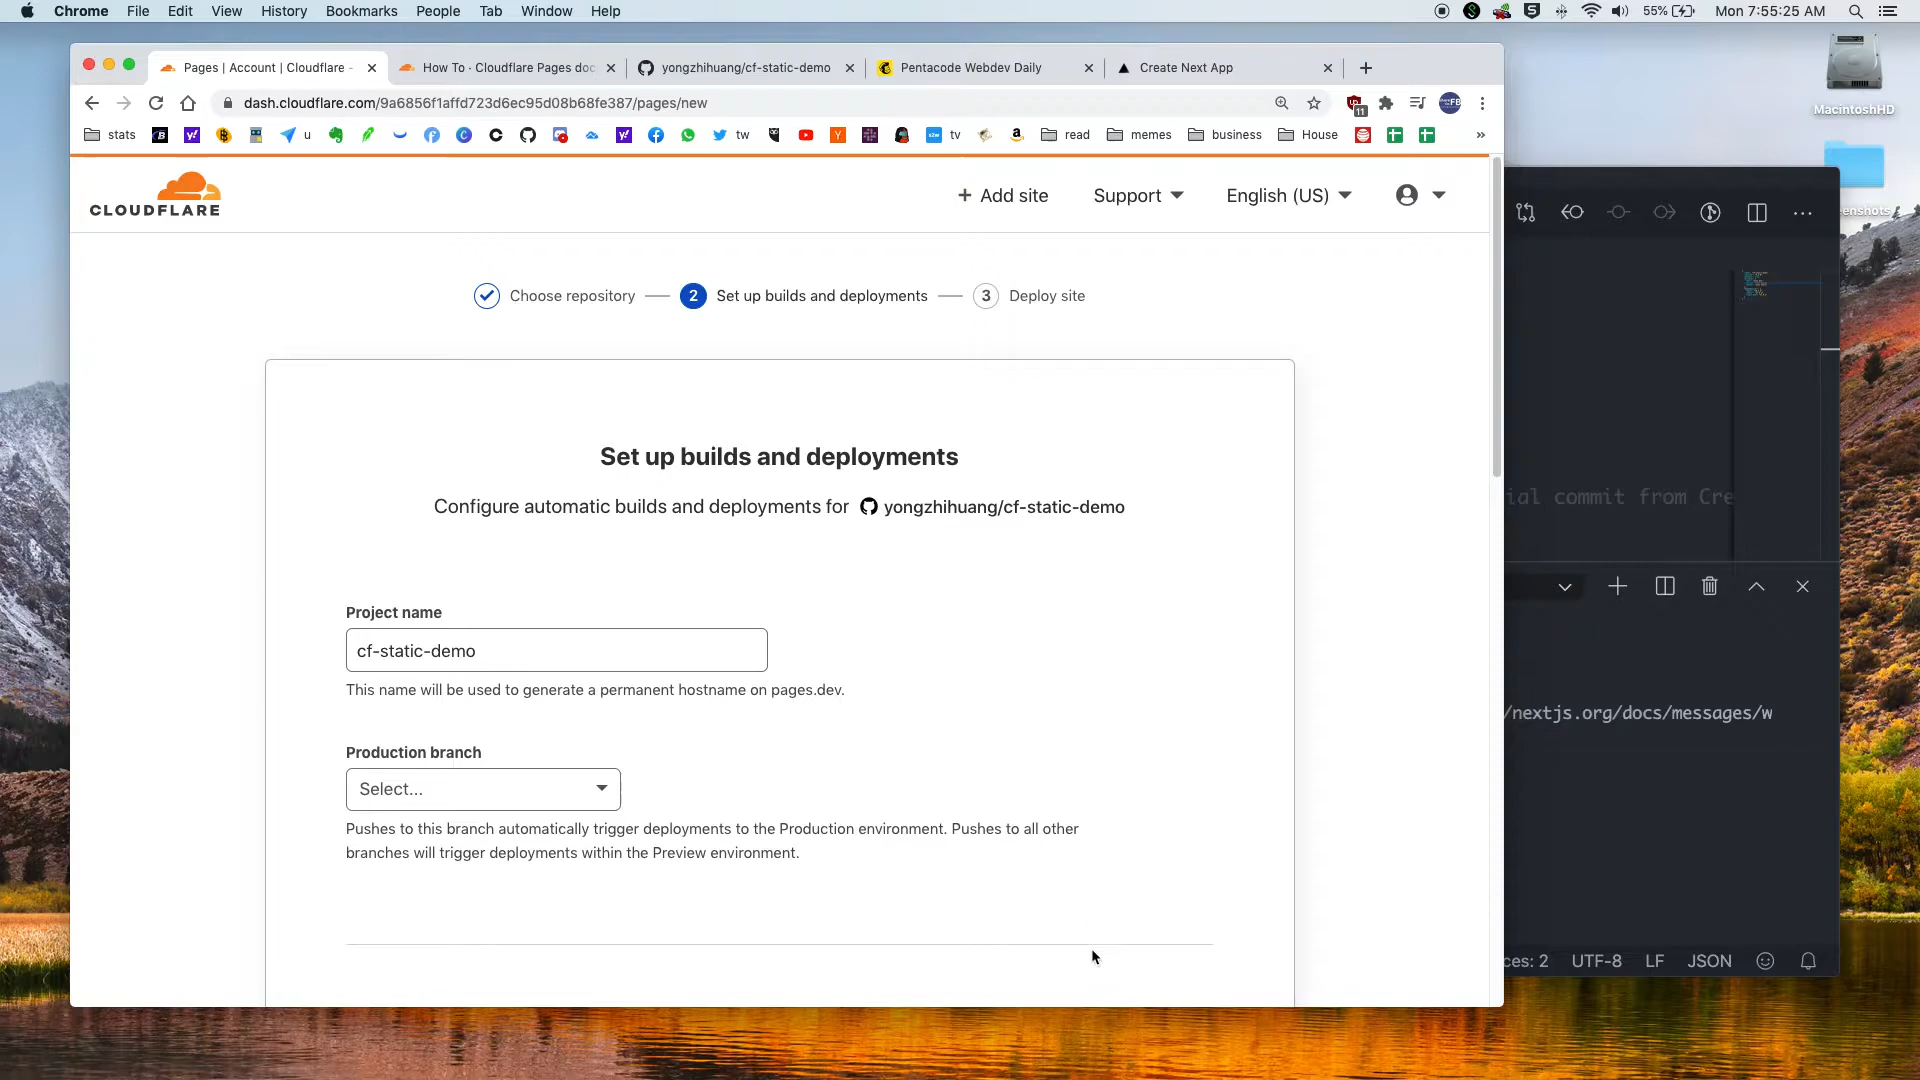 Chrome File Edit View History Bookmarks People Tab Window Help
55% Mon 7:55:25 AM
Pages | Account | Cloudflare -
How To · Cloudflare Pages doc
yongzhihuang/cf-static-demo
Pentacode Webdev Daily
Create Next App
MacintoshHD
dash.cloudflare.com/9a6856f1affd723d6ec95d08b68fe387/pages/new
11
stats u tw tv read memes business House »
CLOUDFLARE
+ Add site Support English (US)
eenshots
Choose repository 2 Set up builds and deployments 3 Deploy site
Set up builds and deployments
Configure automatic builds and deployments for yongzhihuang/cf-static-demo
ial commit from Cre
Project name
cf-static-demo
This name will be used to generate a permanent hostname on pages.dev.
/nextjs.org/docs/messages/w
Production branch
Select...
Pushes to this branch automatically trigger deployments to the Production environment. Pushes to all other
branches will trigger deployments within the Preview environment.
ces: 2 UTF-8 LF JSON